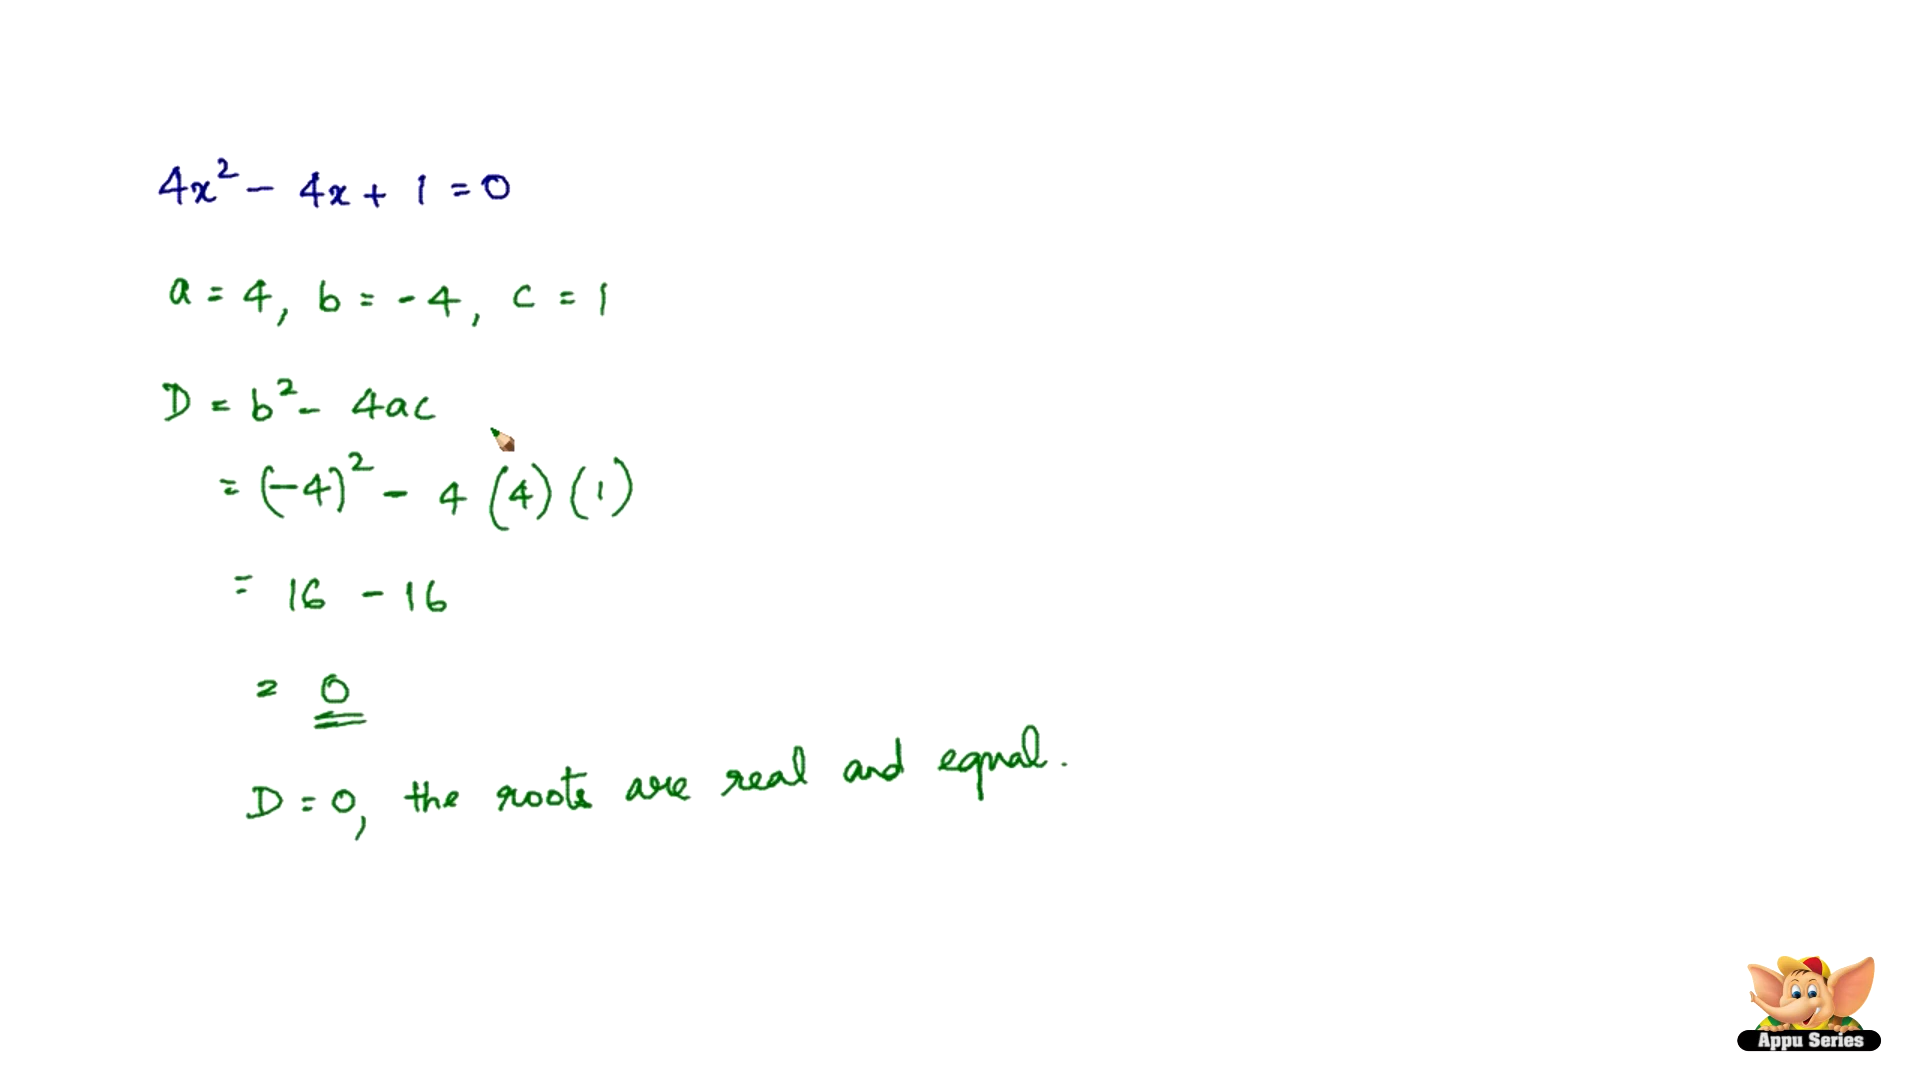 4x² - 4x + 1 = 0
a = 4, b = -4, c = 1
D = b² - 4ac
= (-4)² - 4 (4) (1)
= 16 - 16
= 0
D = 0, the roots are real and equal.
Appu Series